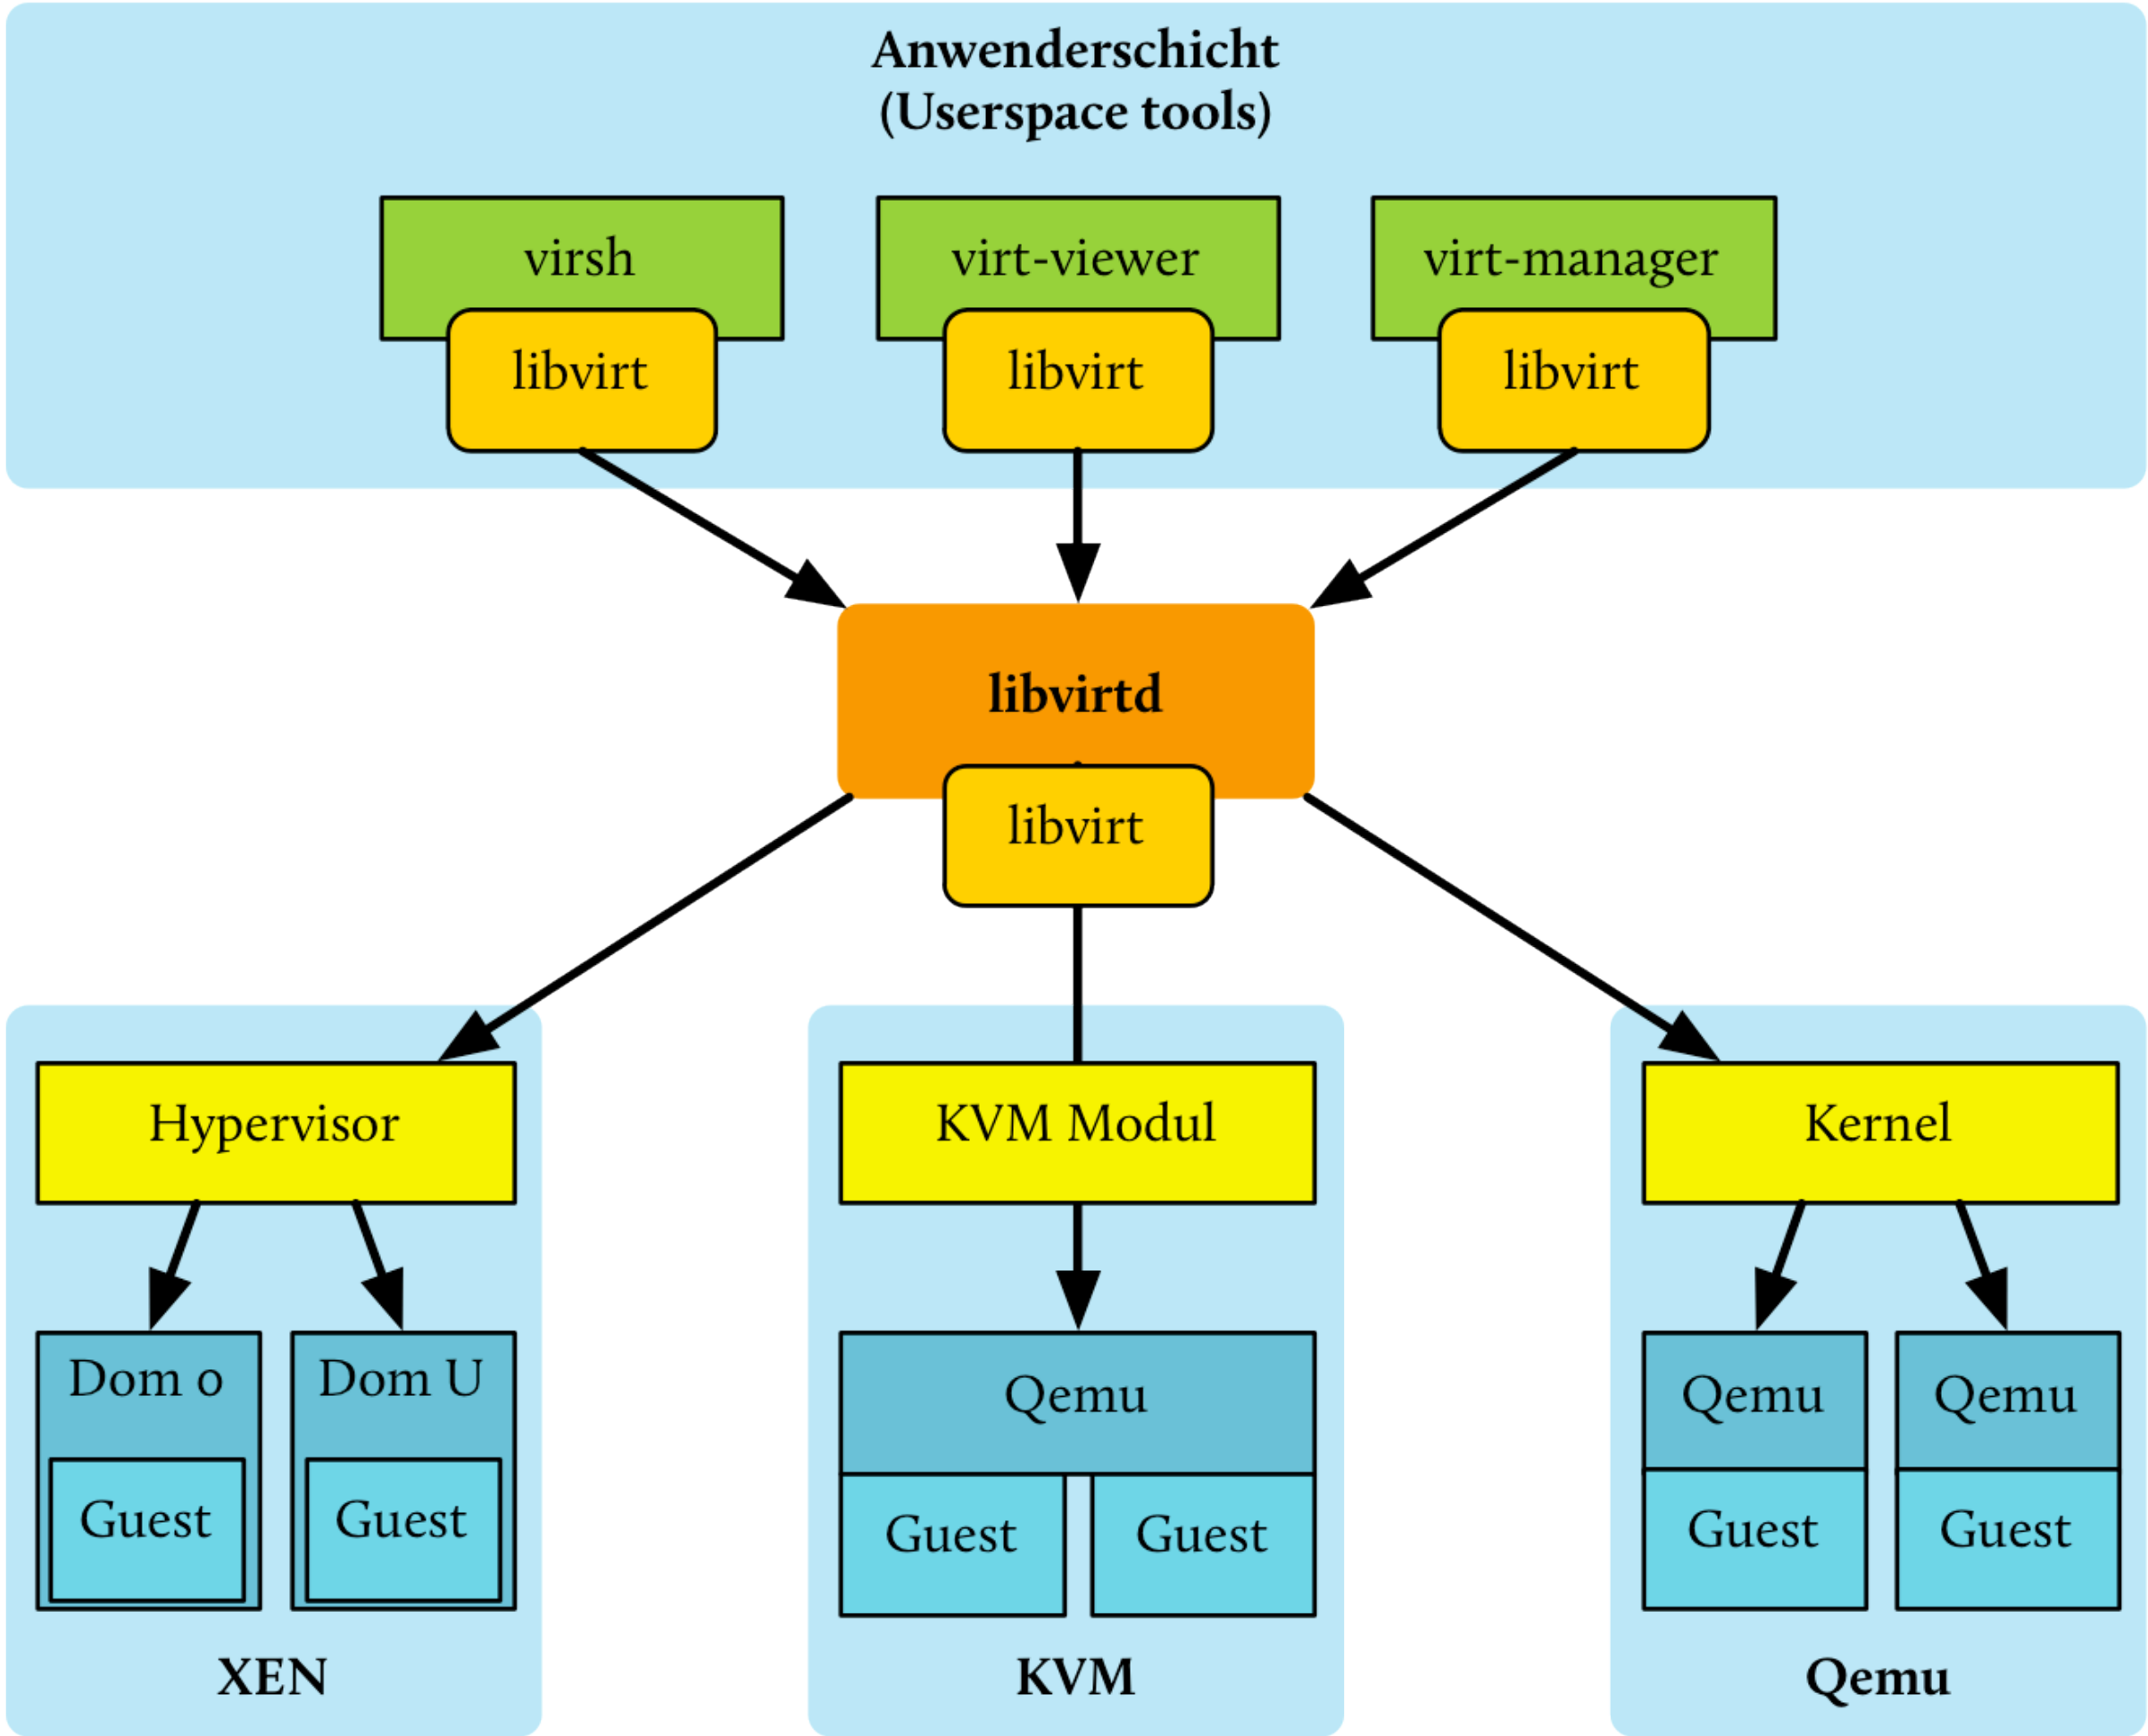 Anwenderschicht
(Userspace tools)
virsh
virt-viewer
virt-manager
libvirt
libvirt
libvirt
libvirtd
libvirt
Hypervisor
KVM Modul
Kernel
Dom 0
Dom U
Qemu
Qemu
Qemu
Guest
Guest
Guest
Guest
Guest
Guest
XEN
KVM
Qemu